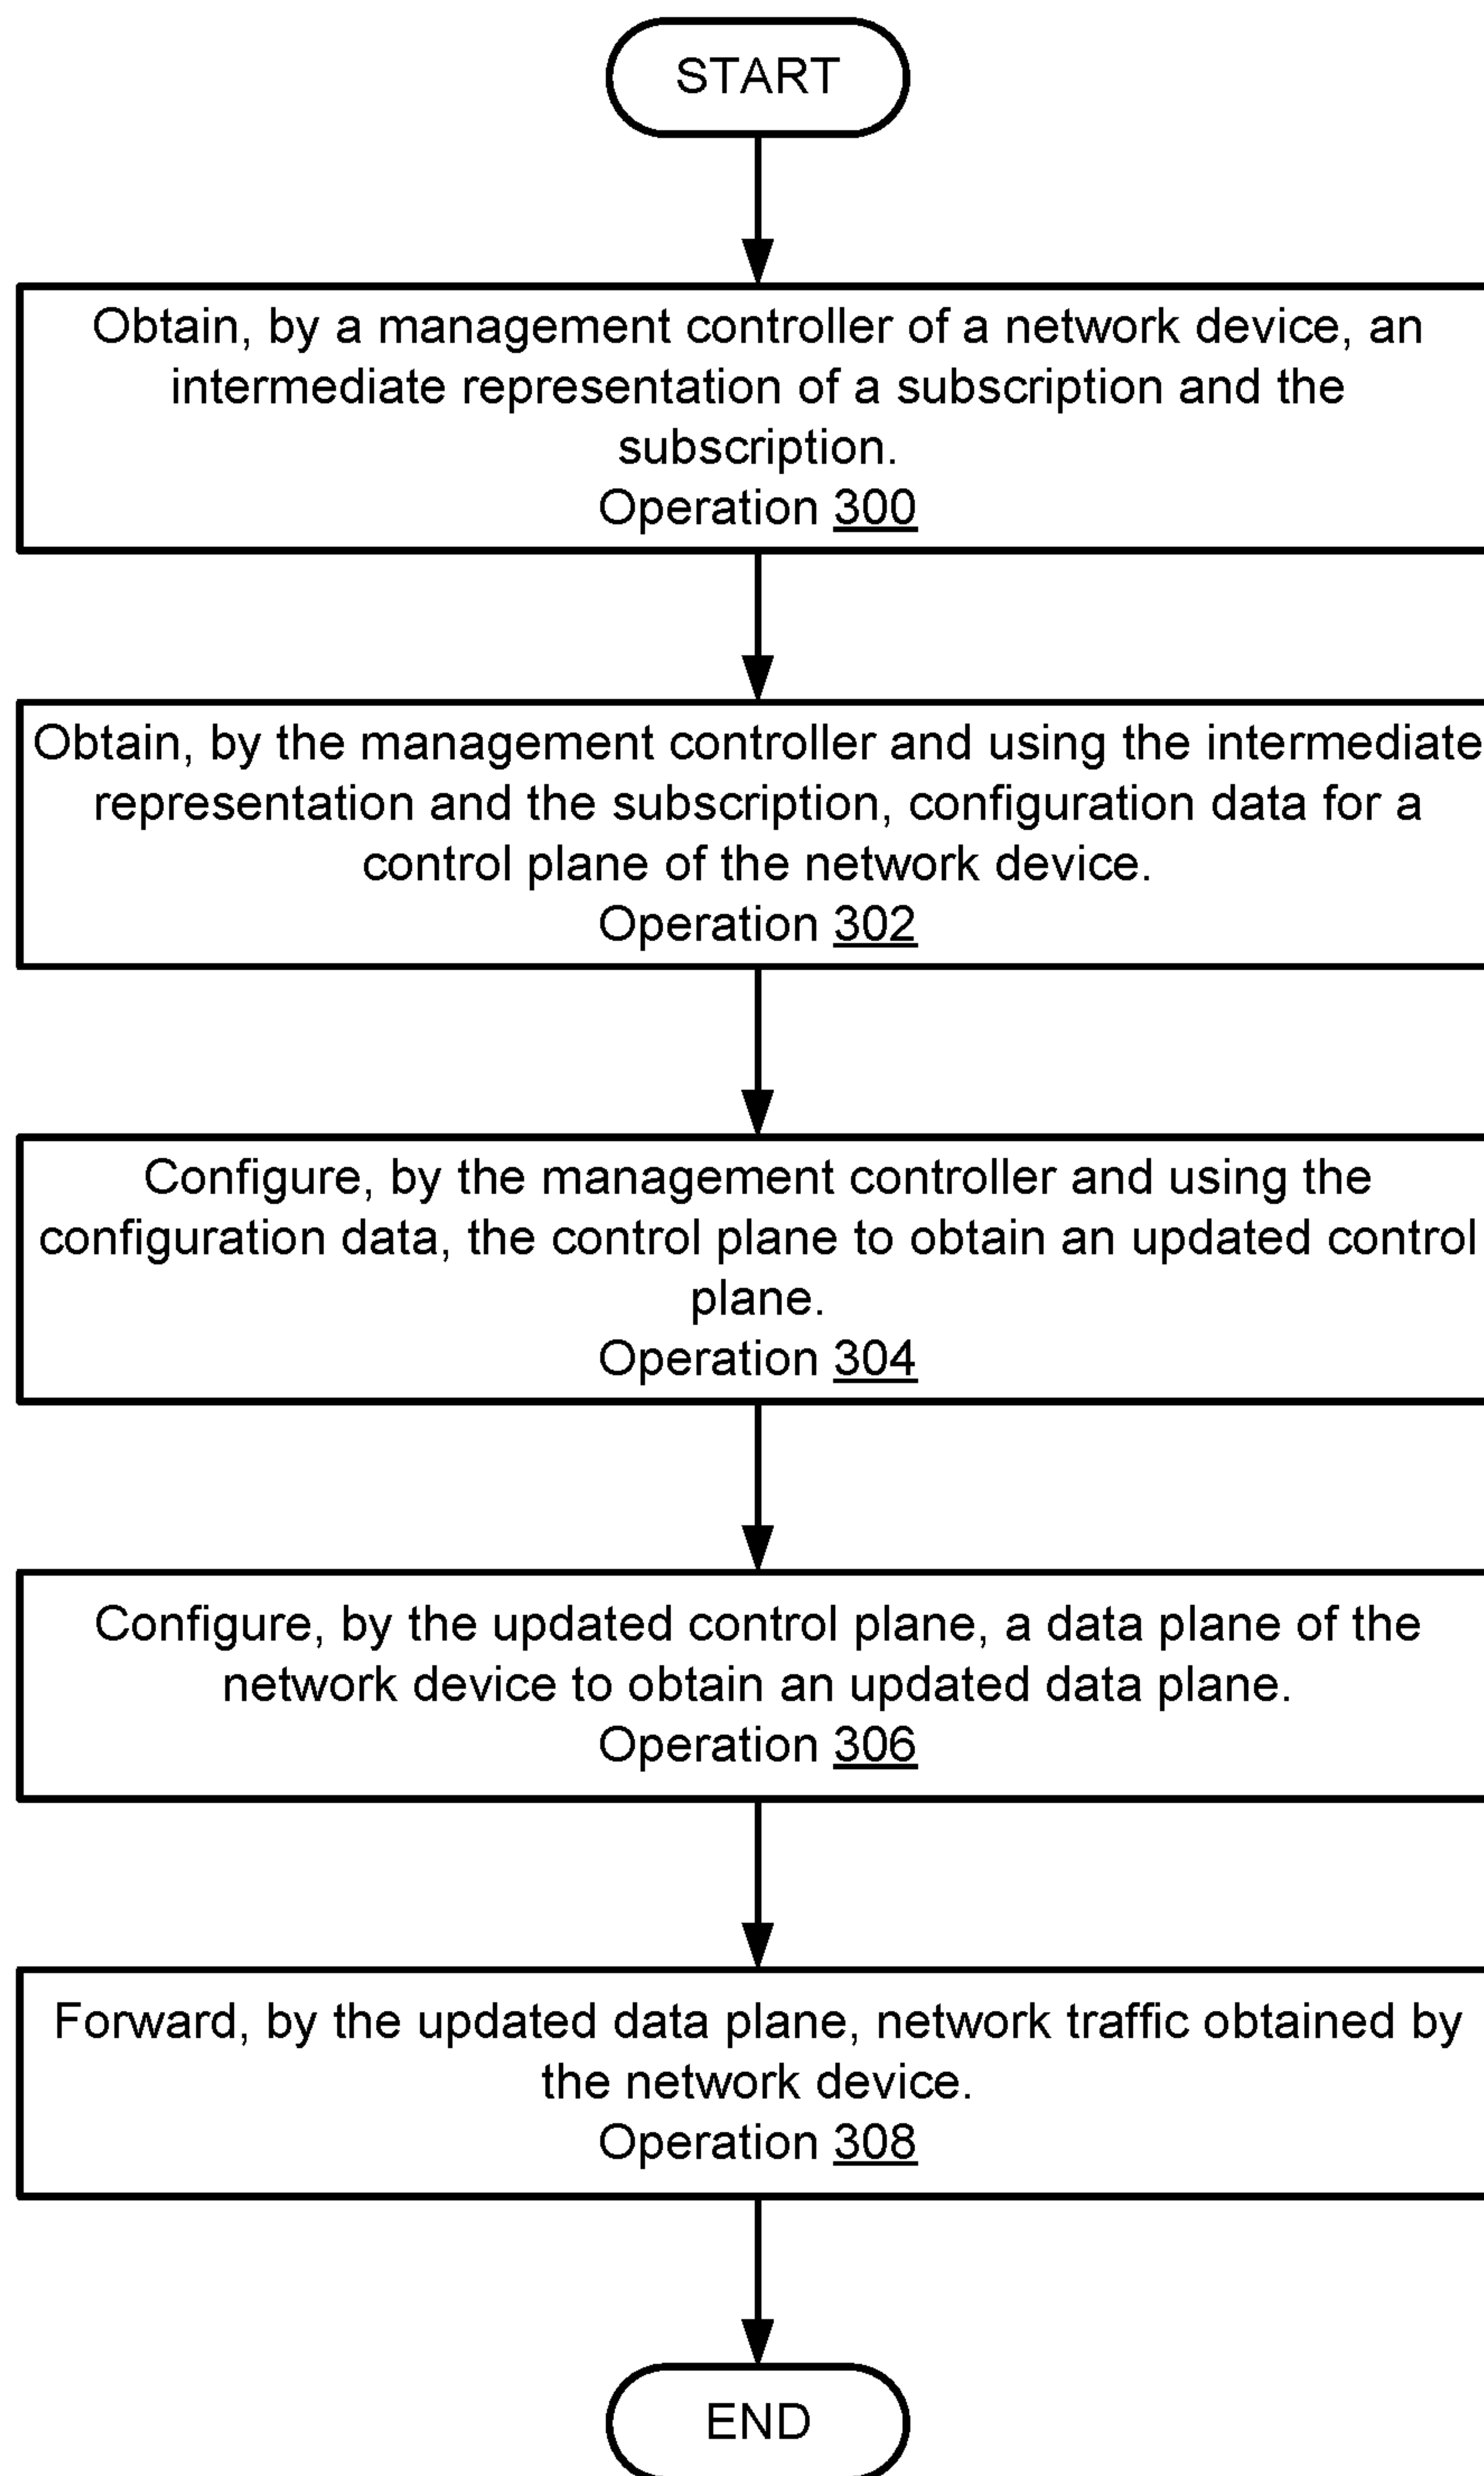 START
Obtain, by a management controller of a network device, an
intermediate representation of a subscription and the
subscription.
Operation 300
Obtain, by the management controller and using the intermediate
representation and the subscription, configuration data for a
control plane of the network device.
Operation 302
Configure, by the management controller and using the
configuration data, the control plane to obtain an updated control
plane.
Operation 304
Configure, by the updated control plane, a data plane of the
network device to obtain an updated data plane.
Operation 306
Forward, by the updated data plane, network traffic obtained by
the network device.
Operation 308
END